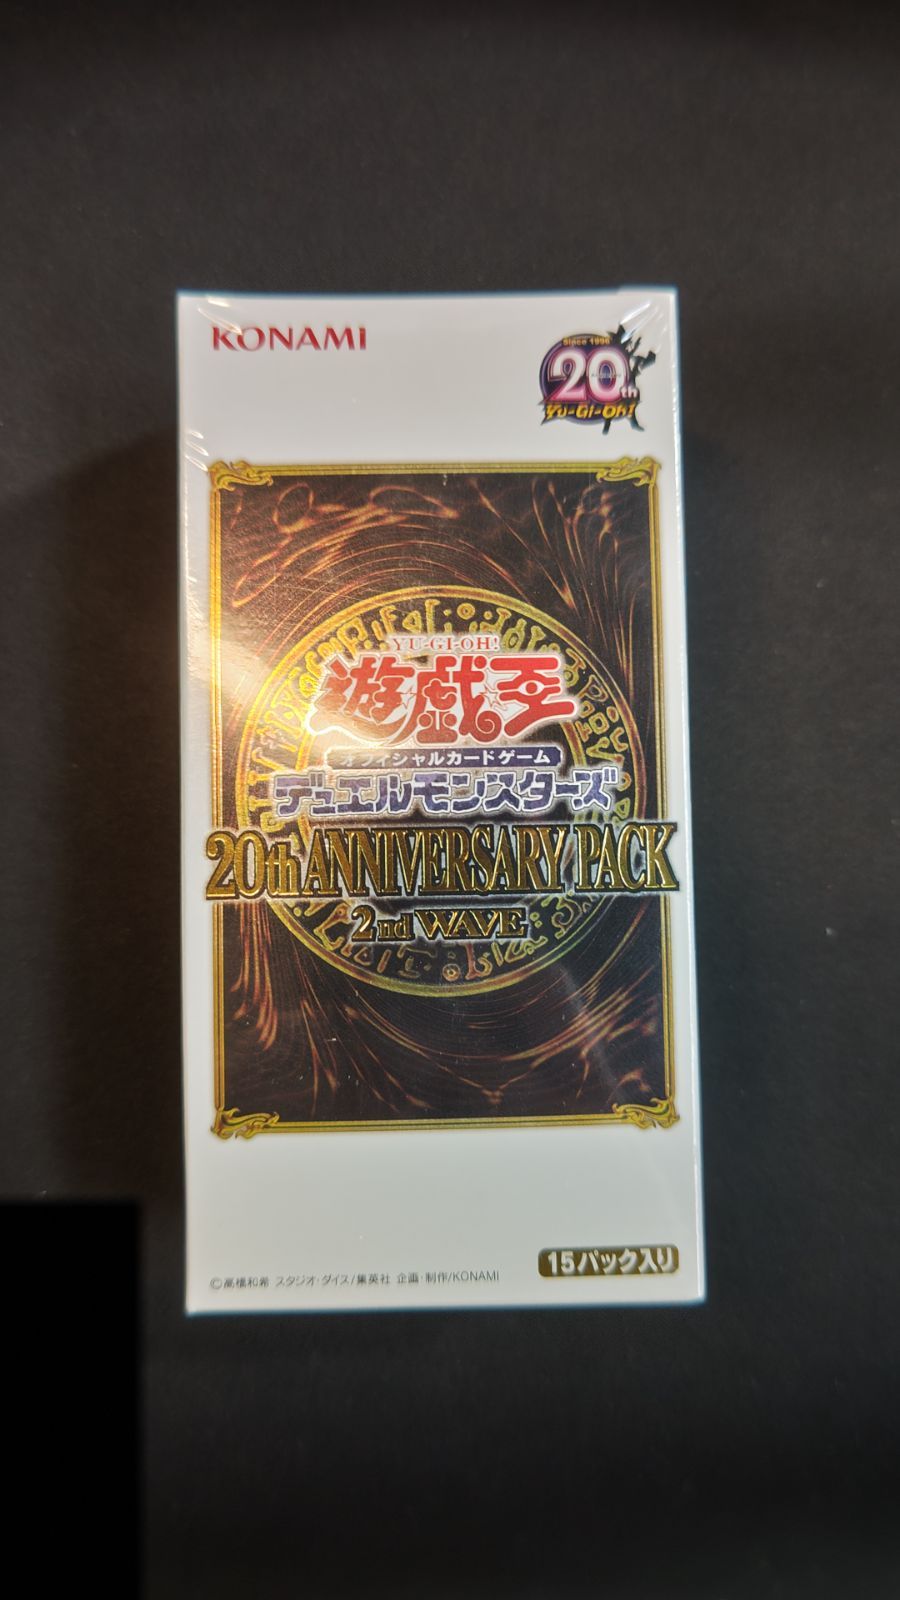 KONAMI
Since 1996
20th
Yu-Gi-Oh!
YU-GI-OH!
遊戯王
オフィシャルカードゲーム
デュエルモンスターズ
20th ANNIVERSARY PACK
2nd WAVE
15パック入り
©高橋和希 スタジオ・ダイス/集英社 企画・制作/KONAMI